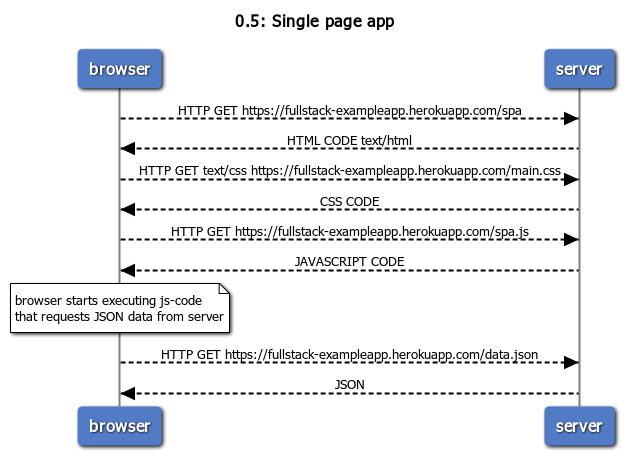 0.5: Single page app
browser server
HTTP GET https://fullstack-exampleapp.herokuapp.com/spa
HTML CODE text/html
HTTP GET text/css https://fullstack-exampleapp.herokuapp.com/main.css
CSS CODE
HTTP GET https://fullstack-exampleapp.herokuapp.com/spa.js
JAVASCRIPT CODE
browser starts executing js-code
that requests JSON data from server
HTTP GET https://fullstack-exampleapp.herokuapp.com/data.json
JSON
browser server